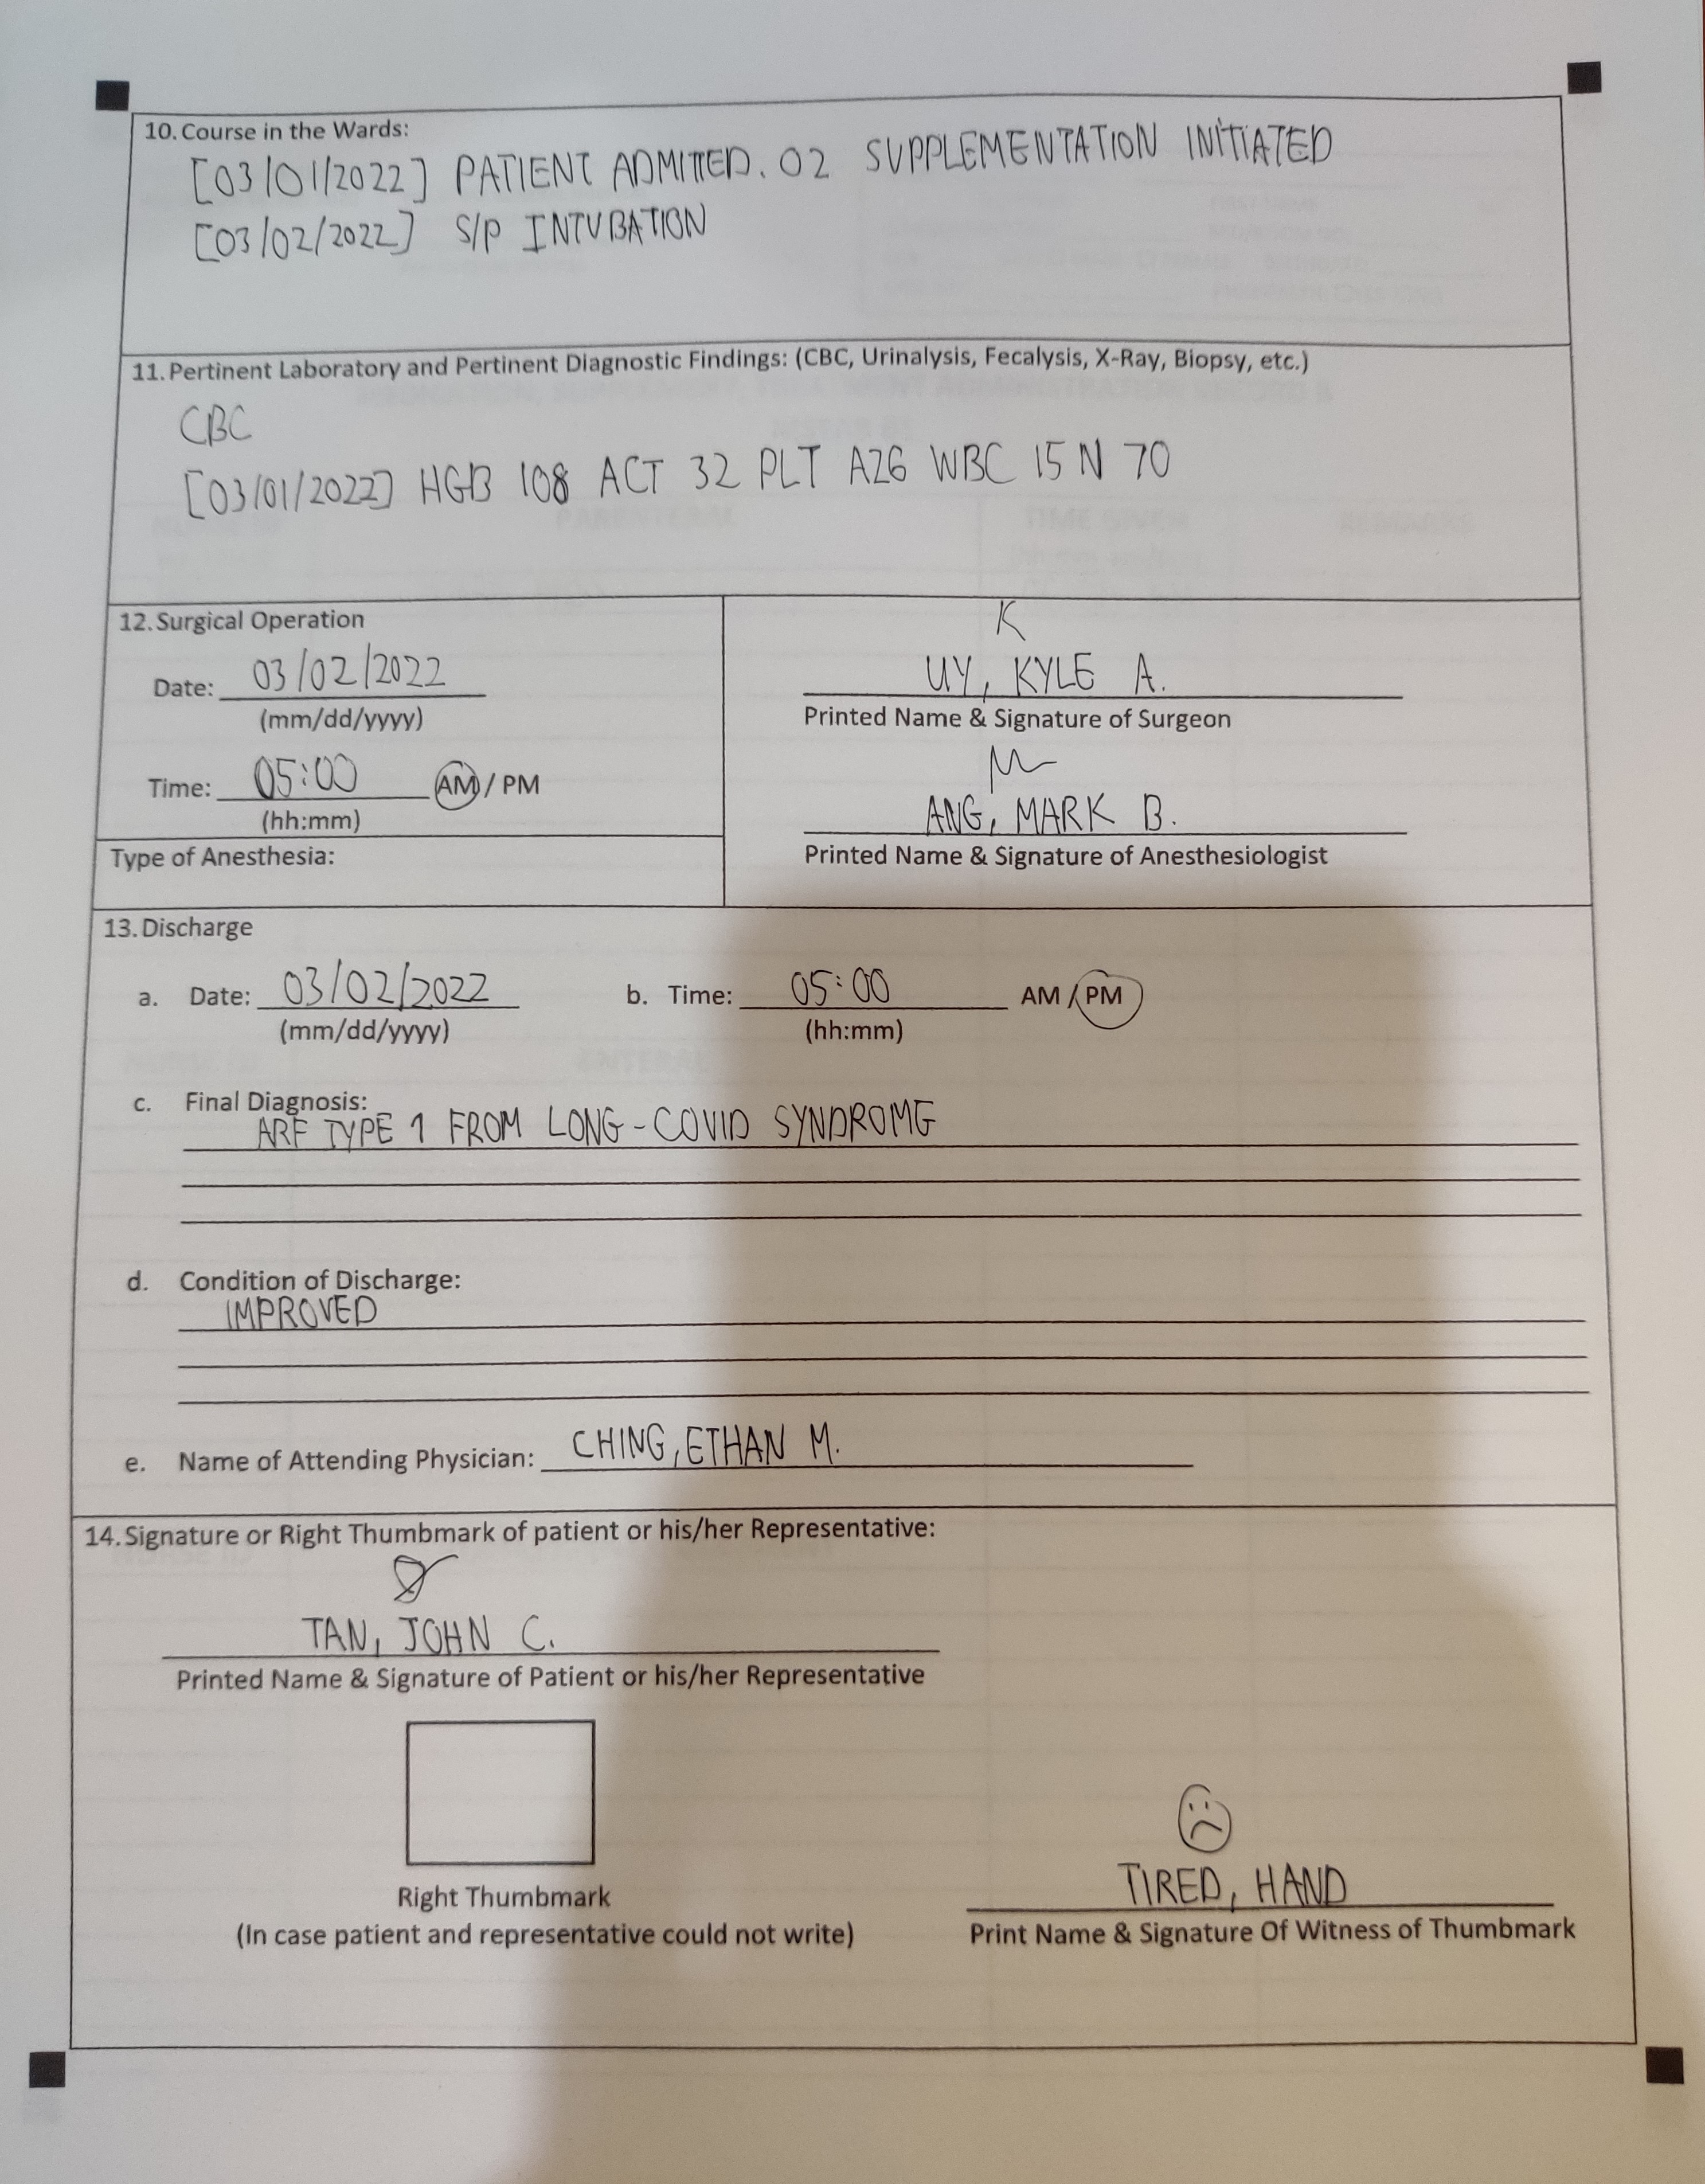 10. Course in the Wards:
[03/01/2022] PATIENT ADMITTED. O2 SUPPLEMENTATION INITIATED
[03/02/2022] S/P INTUBATION
11. Pertinent Laboratory and Pertinent Diagnostic Findings: (CBC, Urinalysis, Fecalysis, X-Ray, Biopsy, etc.)
CBC
[03/01/2022] HGB 108 ACT 32 PLT A26 WBC 15 N 70
12. Surgical Operation
Date: 03/02/2022
(mm/dd/yyyy)
Time: 05:00 AM / PM
(hh:mm)
Type of Anesthesia:
K
UY, KYLE A.
Printed Name & Signature of Surgeon
ANG, MARK B.
Printed Name & Signature of Anesthesiologist
13. Discharge
a. Date: 03/02/2022 b. Time: 05:00 AM / PM
(mm/dd/yyyy) (hh:mm)
c. Final Diagnosis:
ARF TYPE 1 FROM LONG-COVID SYNDROME
d. Condition of Discharge:
IMPROVED
e. Name of Attending Physician: CHING, ETHAN M.
14. Signature or Right Thumbmark of patient or his/her Representative:
TAN, JOHN C.
Printed Name & Signature of Patient or his/her Representative
Right Thumbmark
(In case patient and representative could not write)
TIRED, HAND
Print Name & Signature Of Witness of Thumbmark